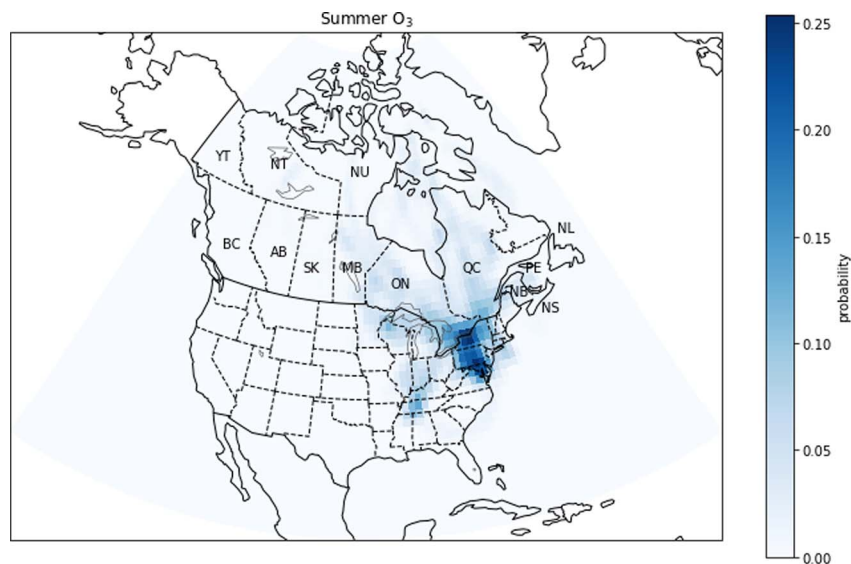 Summer O₃
YT
NT
NU
BC
AB
SK
MB
ON
QC
NL
PE
NB
NS
0.25
0.20
0.15
0.10
0.05
0.00
probability